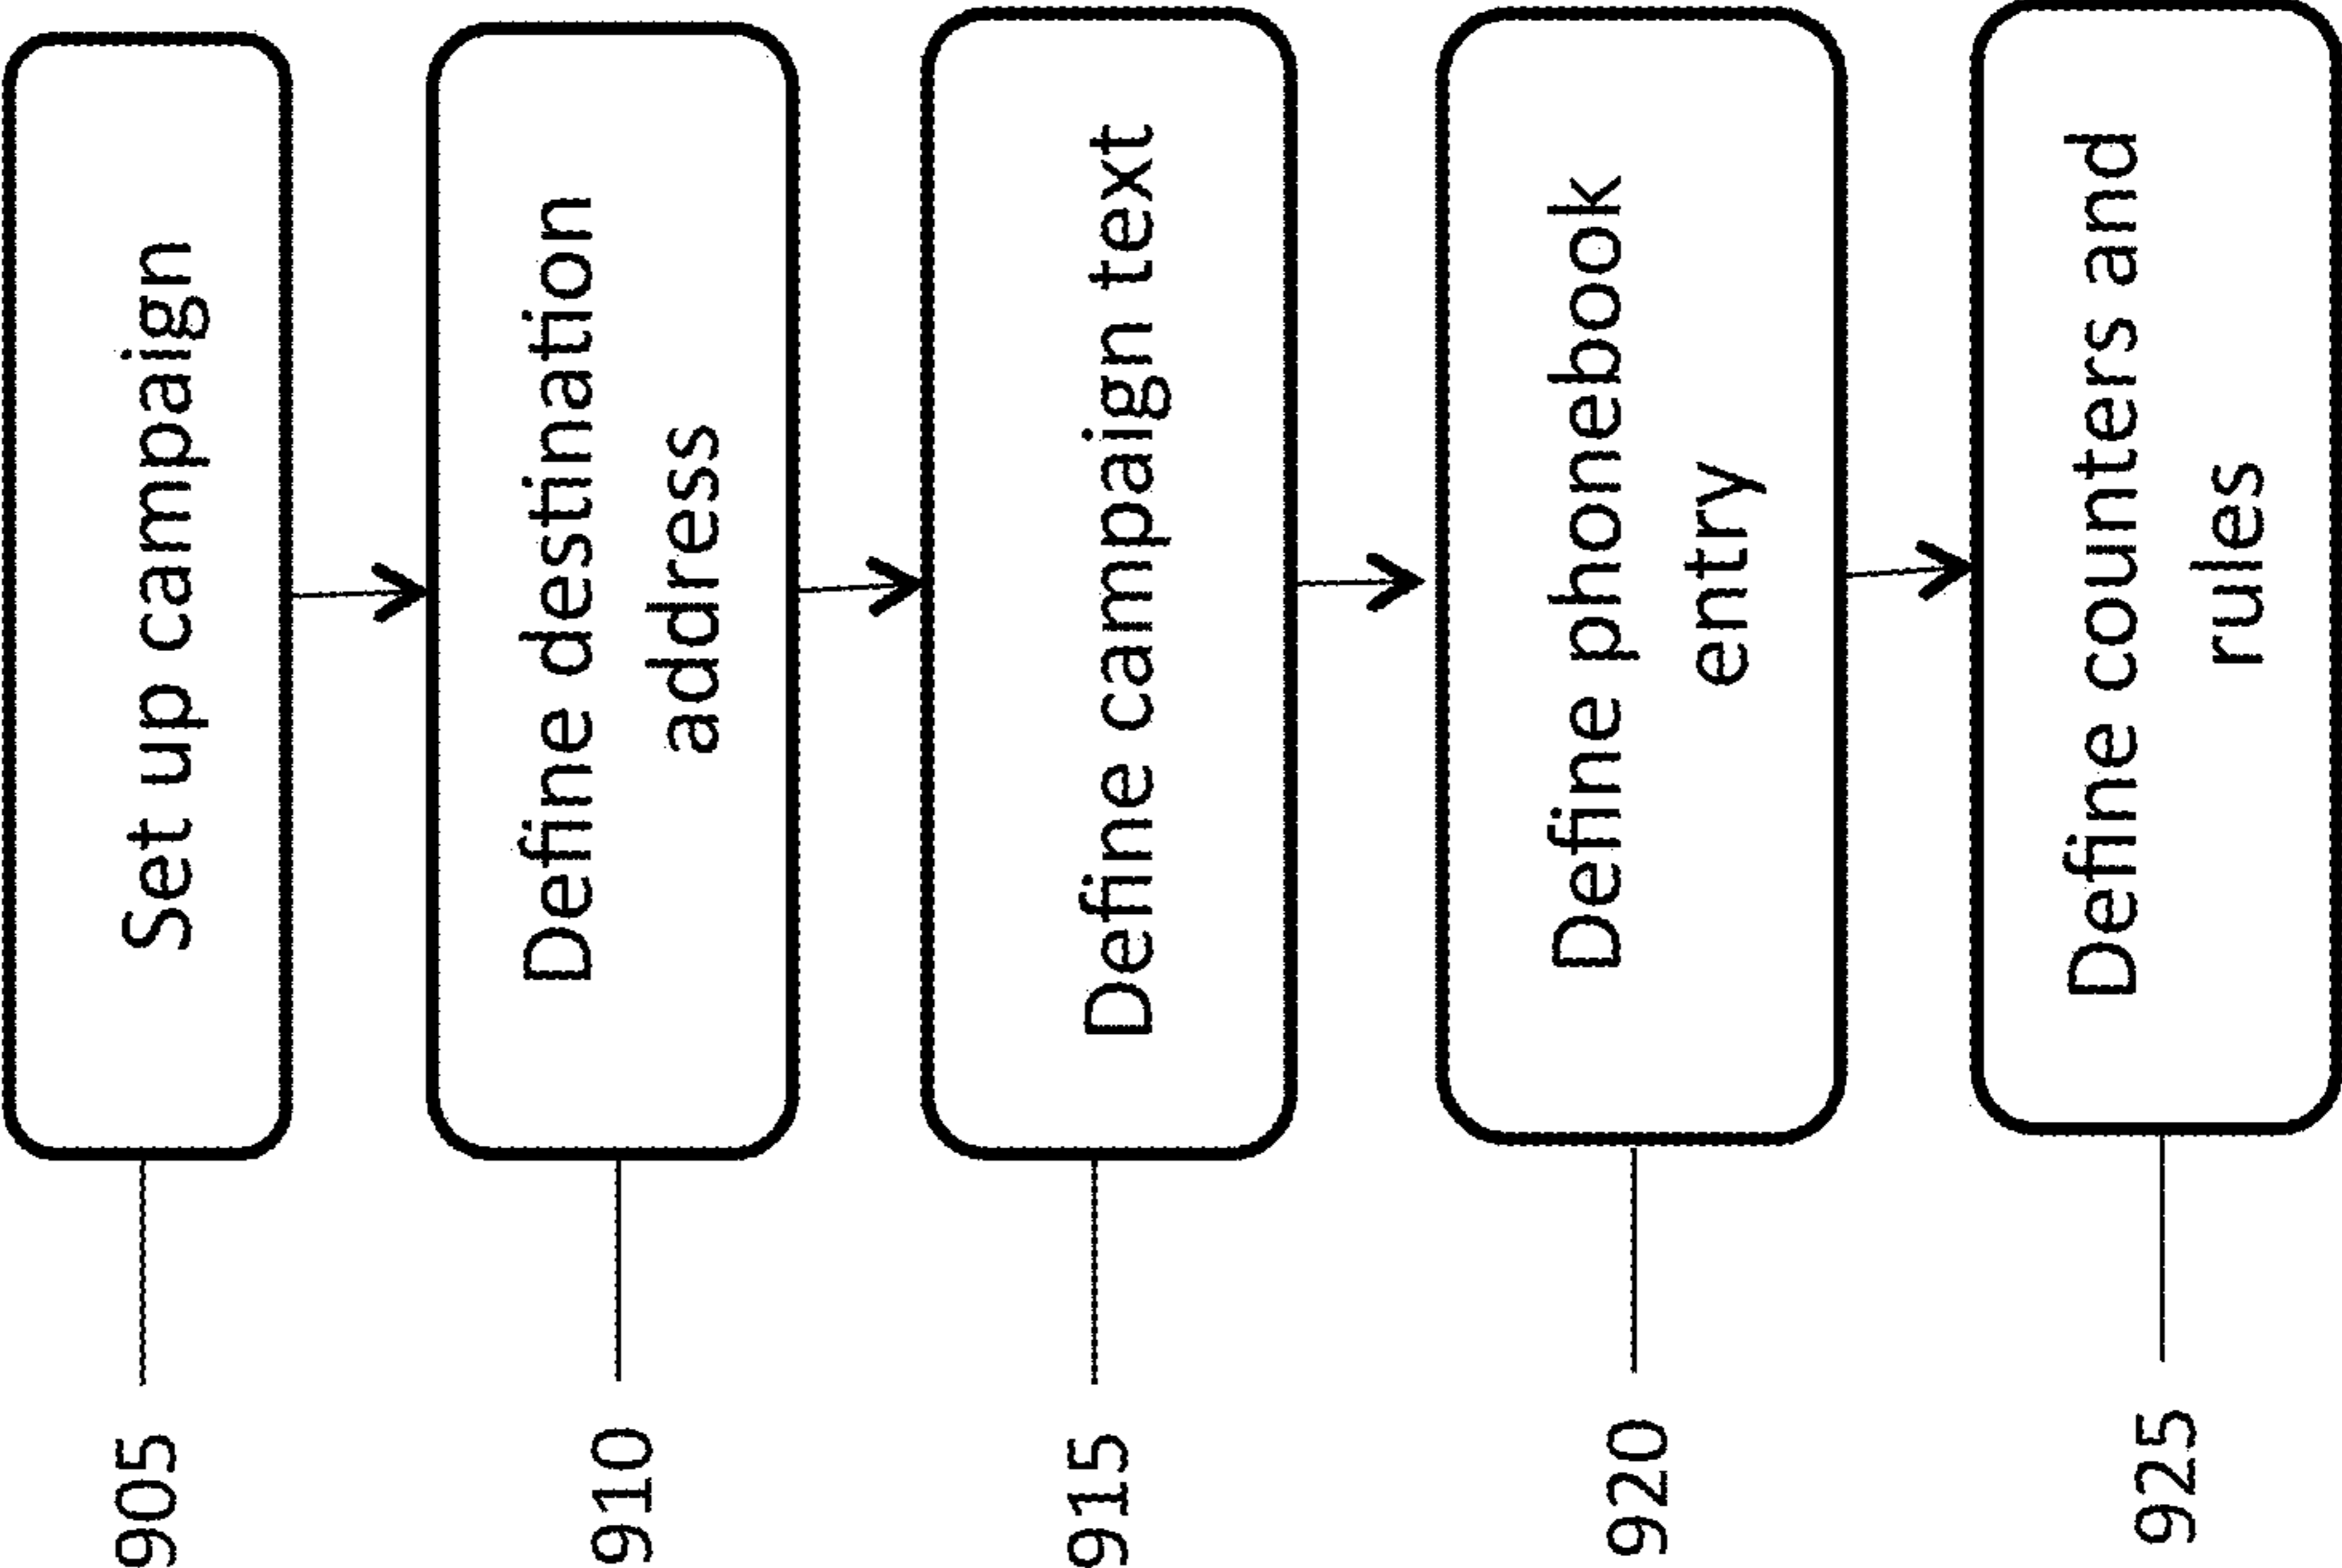 905
Set up campaign
910
Define destination
address
915
Define campaign text
920
Define phonebook
entry
925
Define counters and
rules